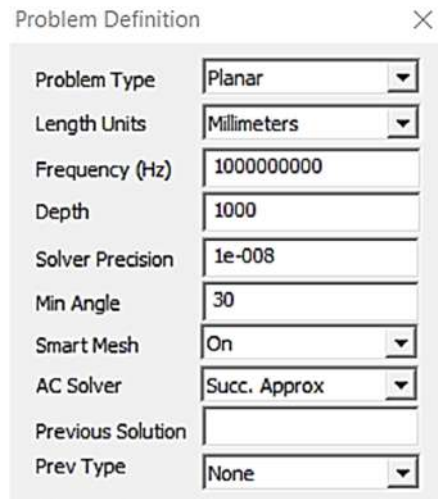 Problem Definition
Problem Type Planar
Length Units Millimeters
Frequency (Hz) 1000000000
Depth 1000
Solver Precision 1e-008
Min Angle 30
Smart Mesh On
AC Solver Succ. Approx
Previous Solution
Prev Type None